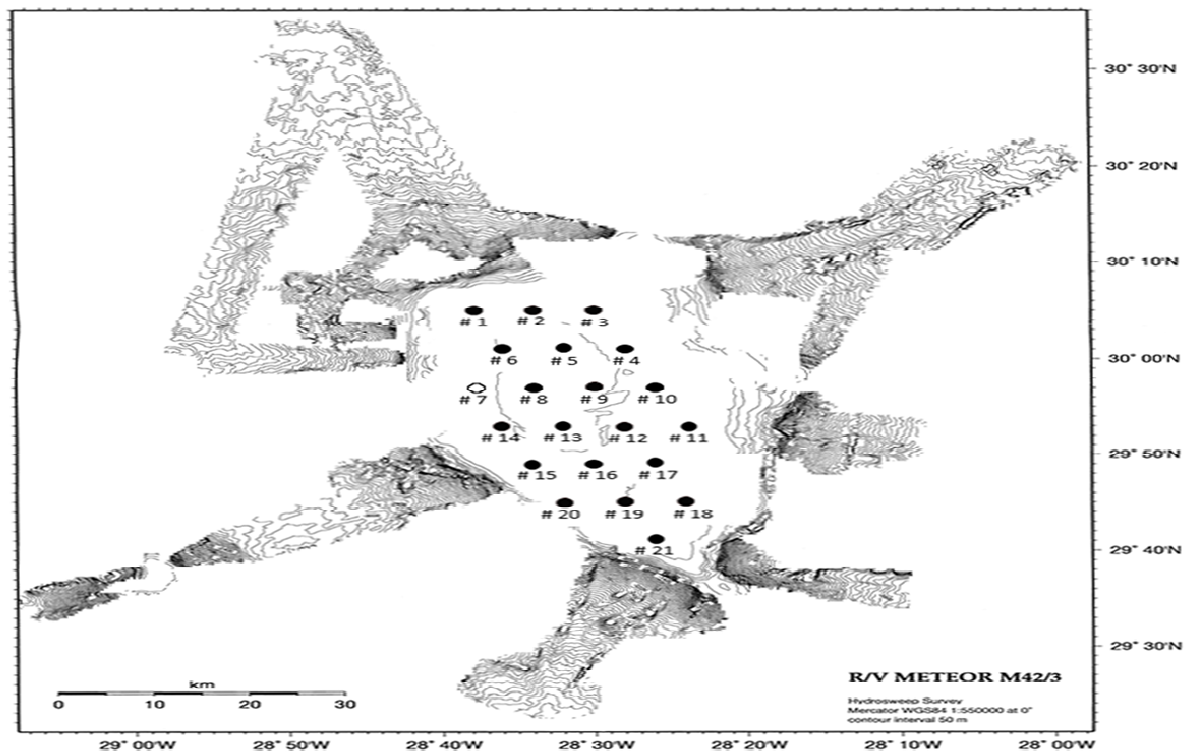 30° 30'N
30° 20'N
30° 10'N
# 1 # 2 # 3
# 6 # 5 # 4
30° 00'N
# 7 # 8 # 9 # 10
# 14 # 13 # 12 # 11
29° 50'N
# 15 # 16 # 17
# 20 # 19 # 18
# 21
29° 40'N
29° 30'N
R/V METEOR M42/3
km
0 10 20 30
Hydrosweep Survey
Mercator WGS84 1:550000 at 0°
contour interval 50 m
29° 00'W 28° 50'W 28° 40'W 28° 30'W 28° 20'W 28° 10'W 28° 00'W